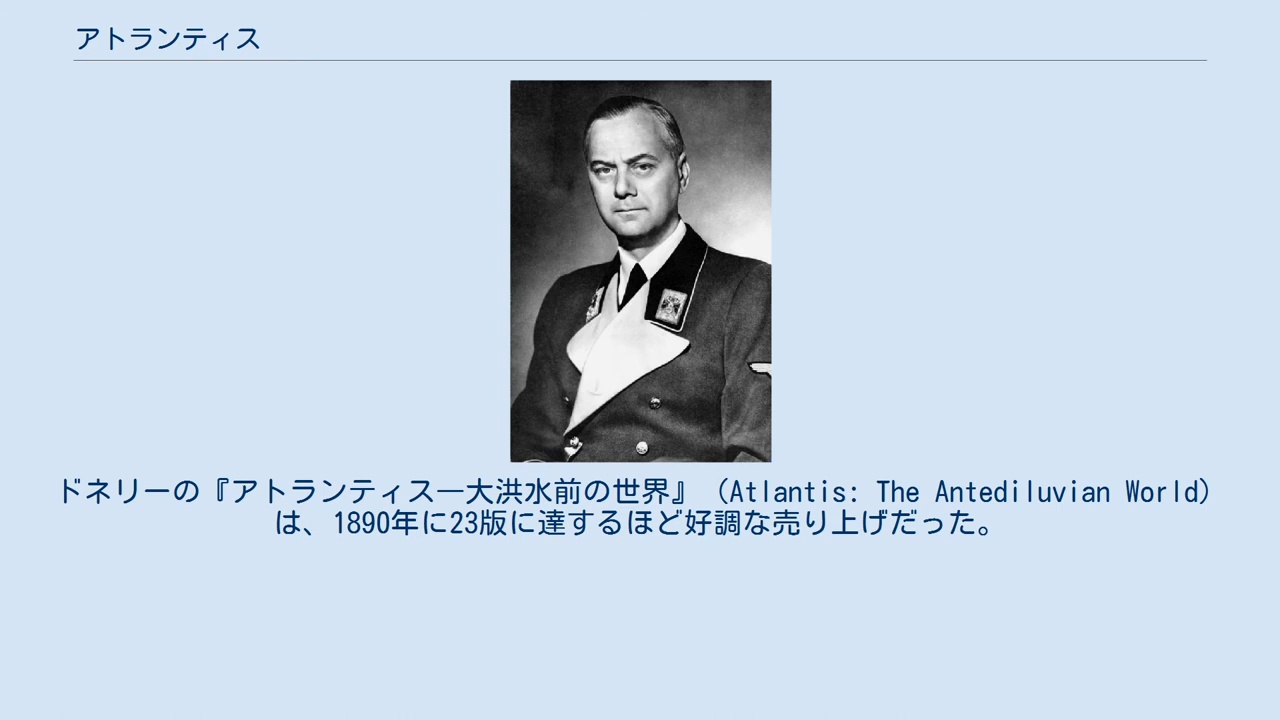 アトランティス
ドネリーの『アトランティス―大洪水前の世界』（Atlantis: The Antediluvian World）
は、1890年に23版に達するほど好調な売り上げだった。